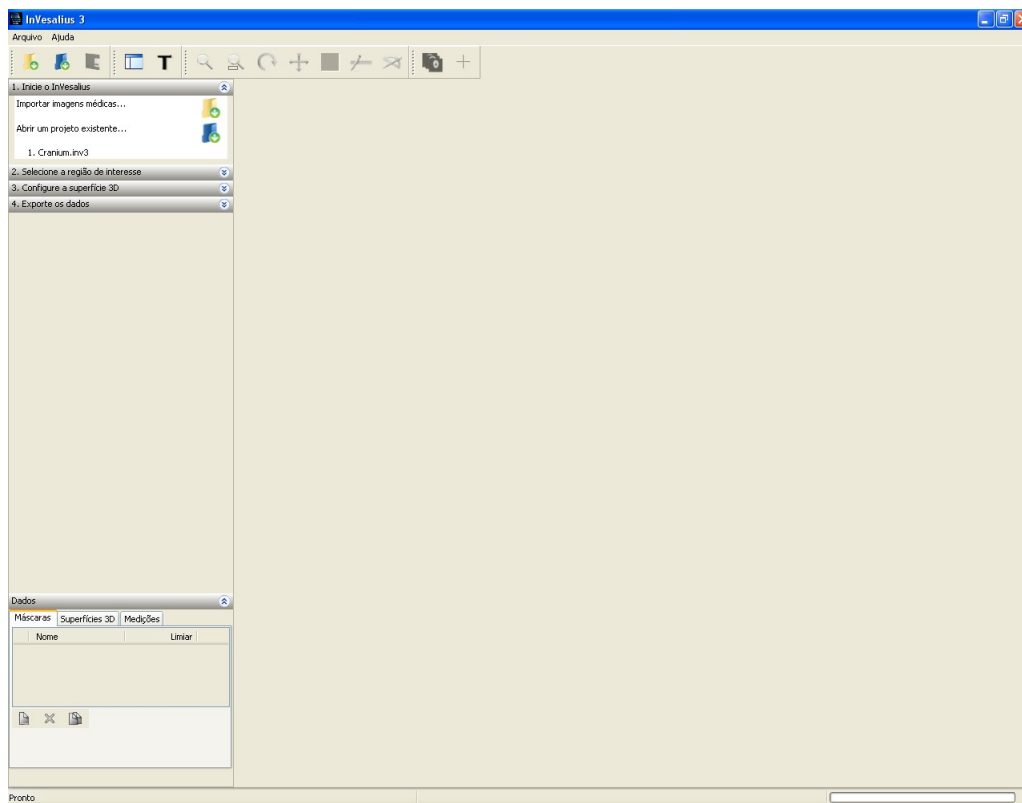 InVesalius 3
Arquivo Ajuda
T
1. Inicie o InVesalius
Importar imagens médicas...
Abrir um projeto existente...
1. Cranium.inv3
2. Selecione a região de interesse
3. Configure a superfície 3D
4. Exporte os dados
Dados
Máscaras Superfícies 3D Medições
Nome Limiar
Pronto